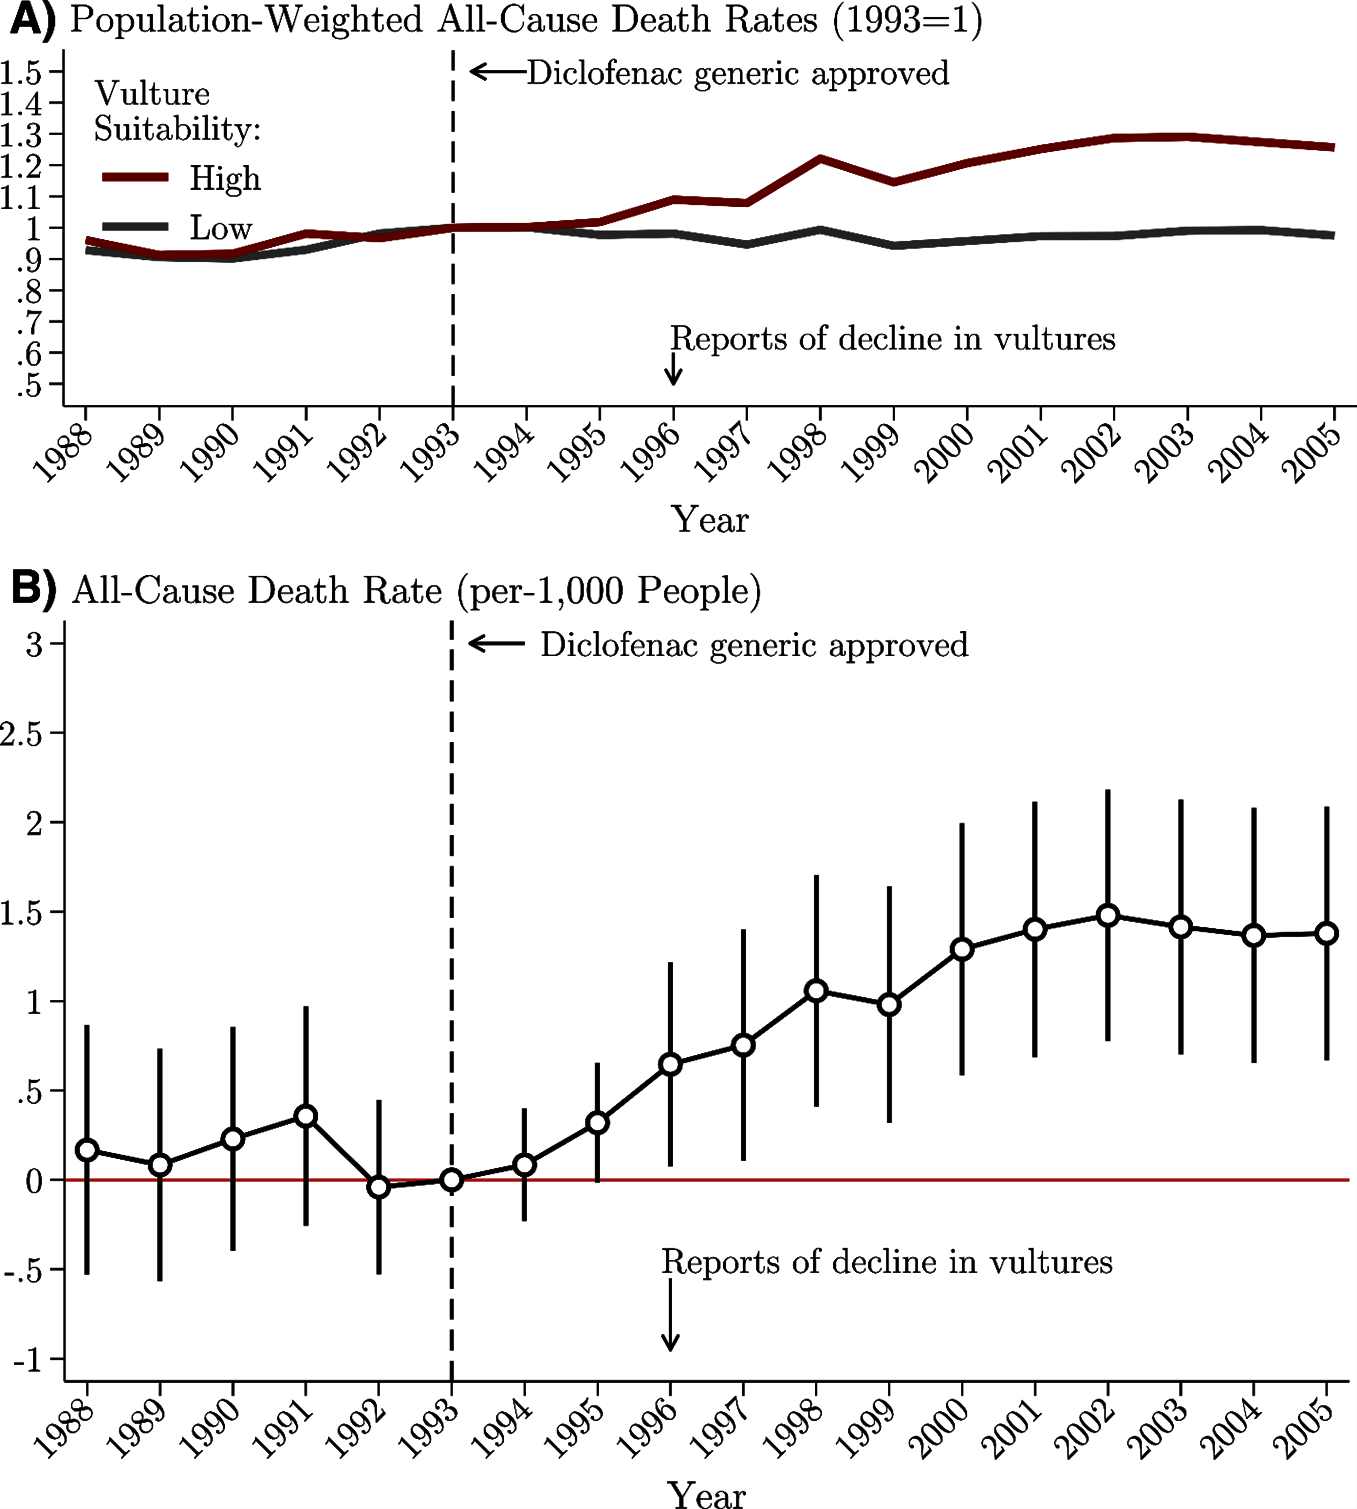 A) Population-Weighted All-Cause Death Rates (1993=1)
1.5
1.4
1.3
1.2
1.1
1
.9
.8
.7
.6
.5
Diclofenac generic approved
Vulture
Suitability:
High
Low
Reports of decline in vultures
1988 1989 1990 1991 1992 1993 1994 1995 1996 1997 1998 1999 2000 2001 2002 2003 2004 2005
Year
B) All-Cause Death Rate (per-1,000 People)
3
2.5
2
1.5
1
.5
0
-.5
-1
Diclofenac generic approved
Reports of decline in vultures
1988 1989 1990 1991 1992 1993 1994 1995 1996 1997 1998 1999 2000 2001 2002 2003 2004 2005
Year